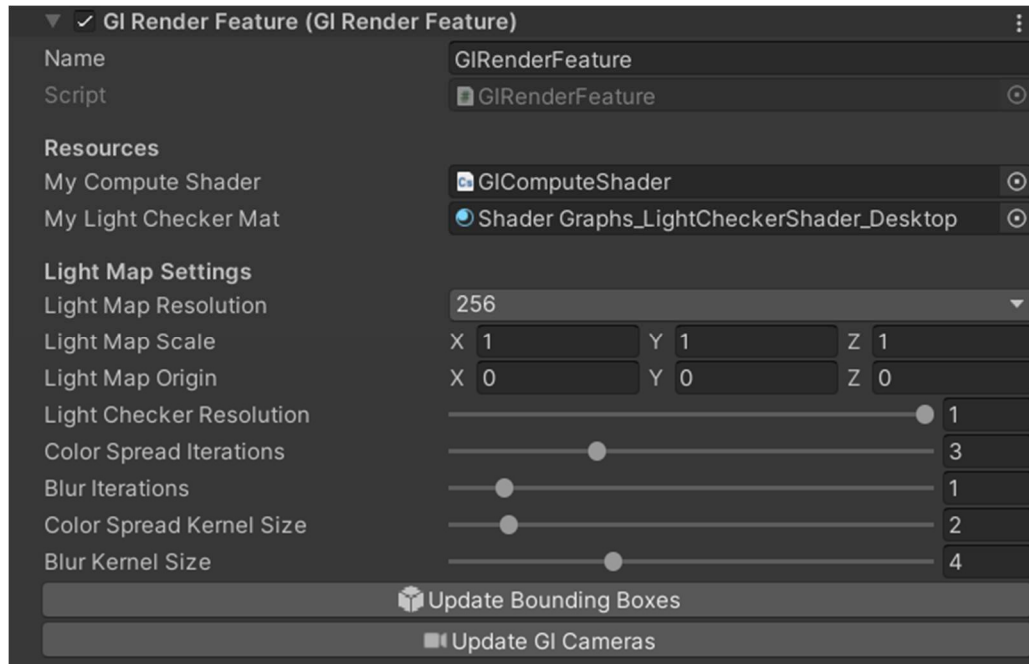 GI Render Feature (GI Render Feature)
Name GIRenderFeature
Script GIRenderFeature
Resources
My Compute Shader GIComputeShader
My Light Checker Mat Shader Graphs_LightCheckerShader_Desktop
Light Map Settings
Light Map Resolution 256
Light Map Scale X 1 Y 1 Z 1
Light Map Origin X 0 Y 0 Z 0
Light Checker Resolution 1
Color Spread Iterations 3
Blur Iterations 1
Color Spread Kernel Size 2
Blur Kernel Size 4
Update Bounding Boxes
Update GI Cameras